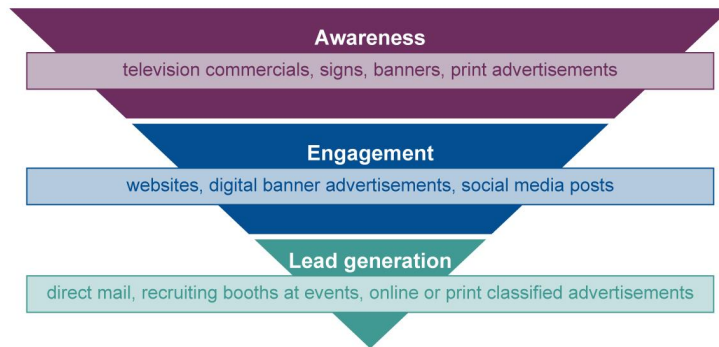 Awareness
television commercials, signs, banners, print advertisements
Engagement
websites, digital banner advertisements, social media posts
Lead generation
direct mail, recruiting booths at events, online or print classified advertisements